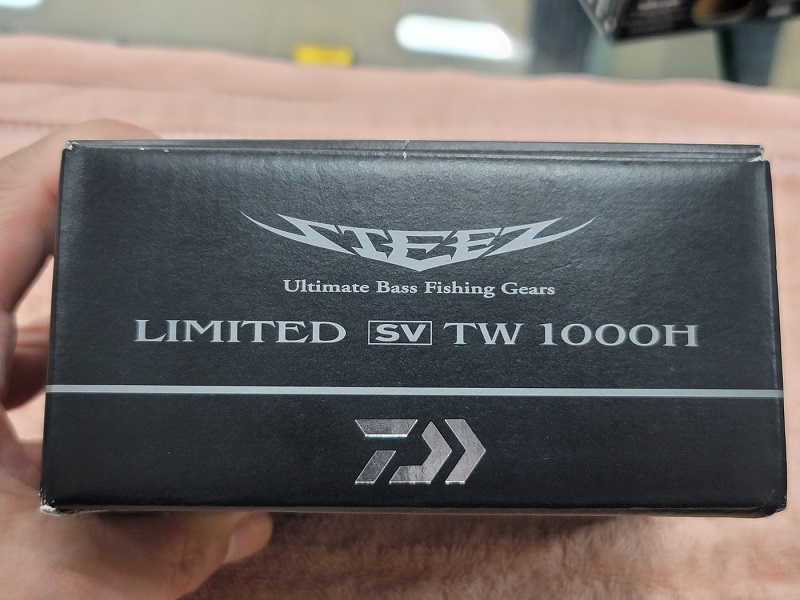 STEEZ
Ultimate Bass Fishing Gears
LIMITED SV TW 1000H